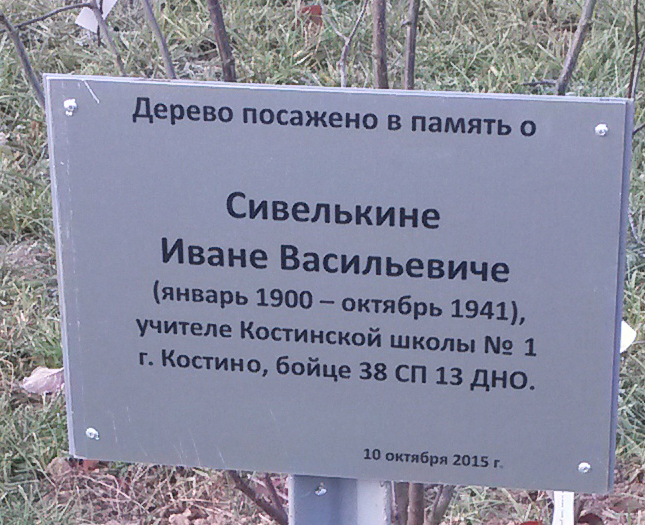 Дерево посажено в память о
Сивелькине
Иване Васильевиче
(январь 1900 – октябрь 1941),
учителе Костинской школы № 1
г. Костино, бойце 38 СП 13 ДНО.
10 октября 2015 г.